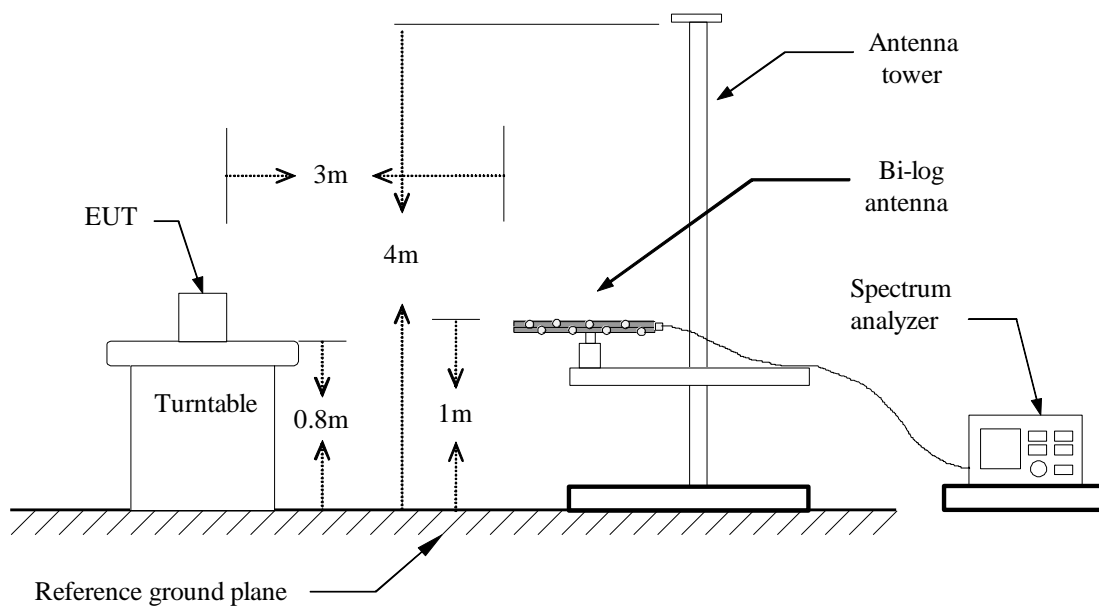 Antenna
tower
3m
Bi-log
antenna
EUT
4m
Spectrum
analyzer
Turntable
0.8m
1m
Reference ground plane